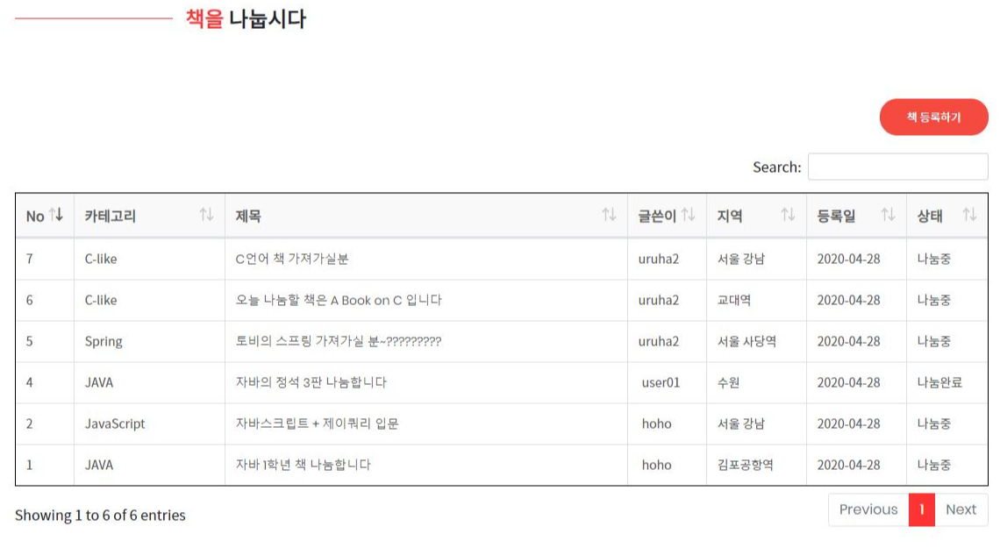 책을 나눕시다
책 등록하기
Search:
No 카테고리 제목 글쓴이 지역 등록일 상태
7 C-like C언어 책 가져가실분 uruha2 서울 강남 2020-04-28 나눔중
6 C-like 오늘 나눔할 책은 A Book on C 입니다 uruha2 교대역 2020-04-28 나눔중
5 Spring 토비의 스프링 가져가실 분~????????? uruha2 서울 사당역 2020-04-28 나눔중
4 JAVA 자바의 정석 3판 나눔합니다 user01 수원 2020-04-28 나눔완료
2 JavaScript 자바스크립트 + 제이쿼리 입문 hoho 서울 강남 2020-04-28 나눔중
1 JAVA 자바 1학년 책 나눔합니다 hoho 김포공항역 2020-04-28 나눔중
Showing 1 to 6 of 6 entries
Previous 1 Next